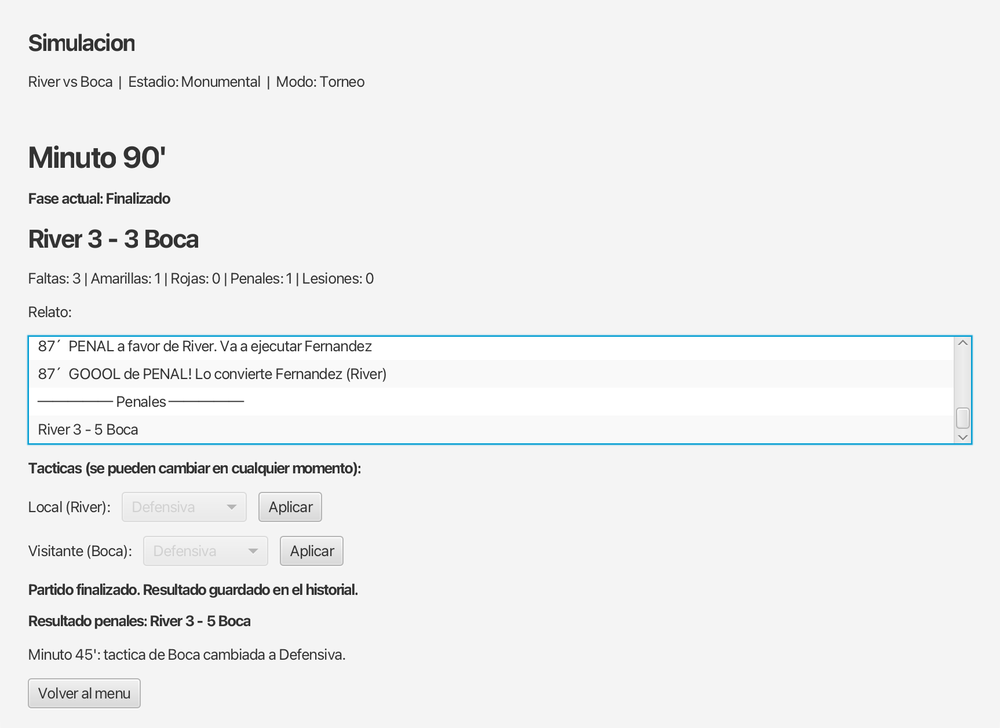 Simulacion
River vs Boca | Estadio: Monumental | Modo: Torneo
Minuto 90'
Fase actual: Finalizado
River 3 - 3 Boca
Faltas: 3 | Amarillas: 1 | Rojas: 0 | Penales: 1 | Lesiones: 0
Relato:
87´ PENAL a favor de River. Va a ejecutar Fernandez
87´ GOOOL de PENAL! Lo convierte Fernandez (River)
————— Penales —————
River 3 - 5 Boca
Tacticas (se pueden cambiar en cualquier momento):
Local (River): Defensiva Aplicar
Visitante (Boca): Defensiva Aplicar
Partido finalizado. Resultado guardado en el historial.
Resultado penales: River 3 - 5 Boca
Minuto 45': tactica de Boca cambiada a Defensiva.
Volver al menu